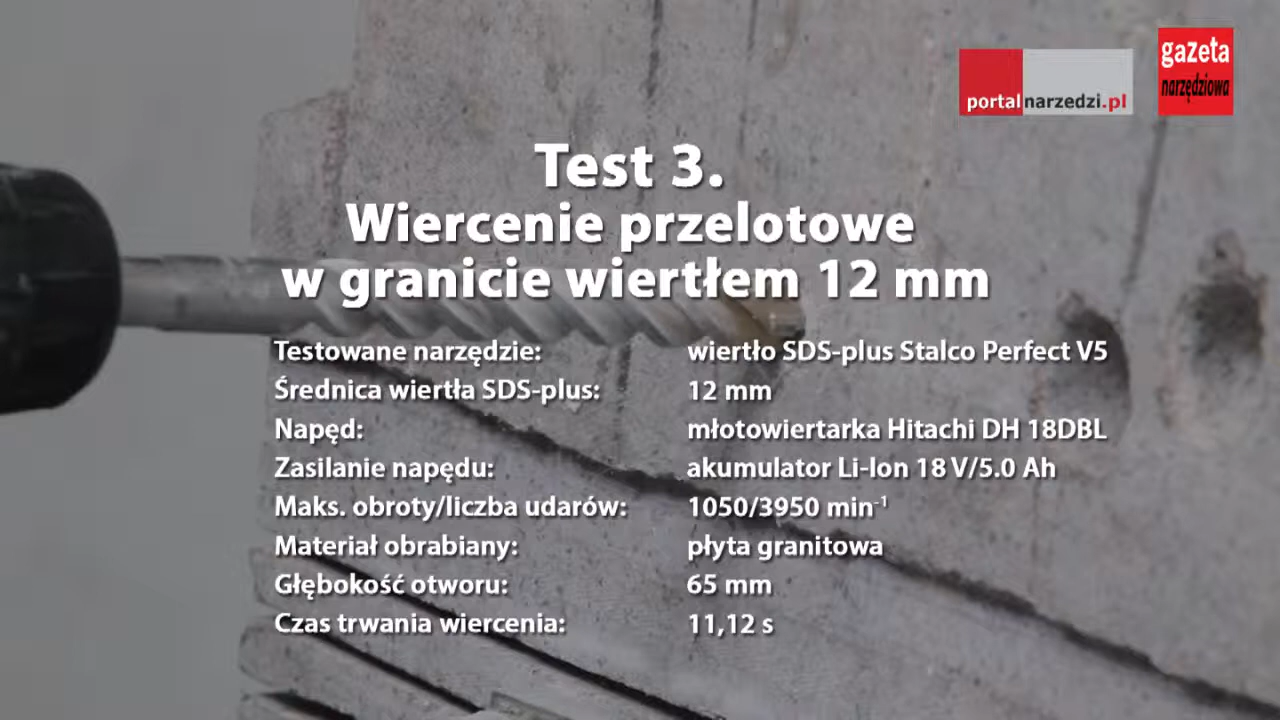 portalnarzedzi.pl
gazeta
narzędziowa
Test 3.
Wiercenie przelotowe
w granicie wiertłem 12 mm
Testowane narzędzie: wiertło SDS-plus Stalco Perfect V5
Średnica wiertła SDS-plus: 12 mm
Napęd: młotowiertarka Hitachi DH 18DBL
Zasilanie napędu: akumulator Li-Ion 18 V/5.0 Ah
Maks. obroty/liczba udarów: 1050/3950 min⁻¹
Materiał obrabiany: płyta granitowa
Głębokość otworu: 65 mm
Czas trwania wiercenia: 11,12 s